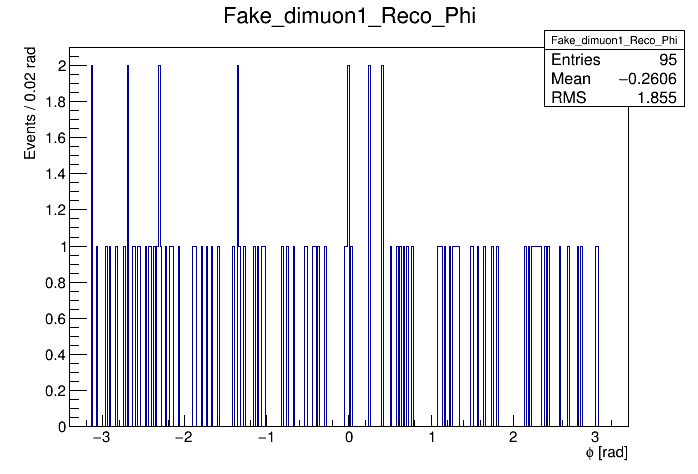 Fake_dimuon1_Reco_Phi
Fake_dimuon1_Reco_Phi
Entries 95
Mean −0.2606
RMS 1.855
Events / 0.02 rad
2
1.8
1.6
1.4
1.2
1
0.8
0.6
0.4
0.2
0
−3 −2 −1 0 1 2 3
ϕ [rad]